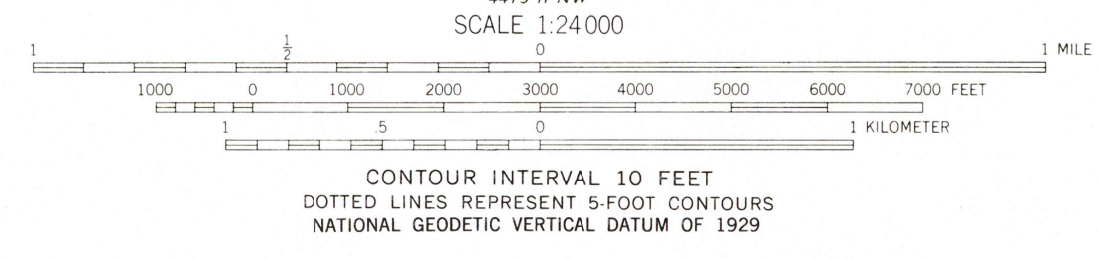 SCALE 1:24000
1 ½ 0 1 MILE
1000 0 1000 2000 3000 4000 5000 6000 7000 FEET
1 .5 0 1 KILOMETER
CONTOUR INTERVAL 10 FEET
DOTTED LINES REPRESENT 5-FOOT CONTOURS
NATIONAL GEODETIC VERTICAL DATUM OF 1929